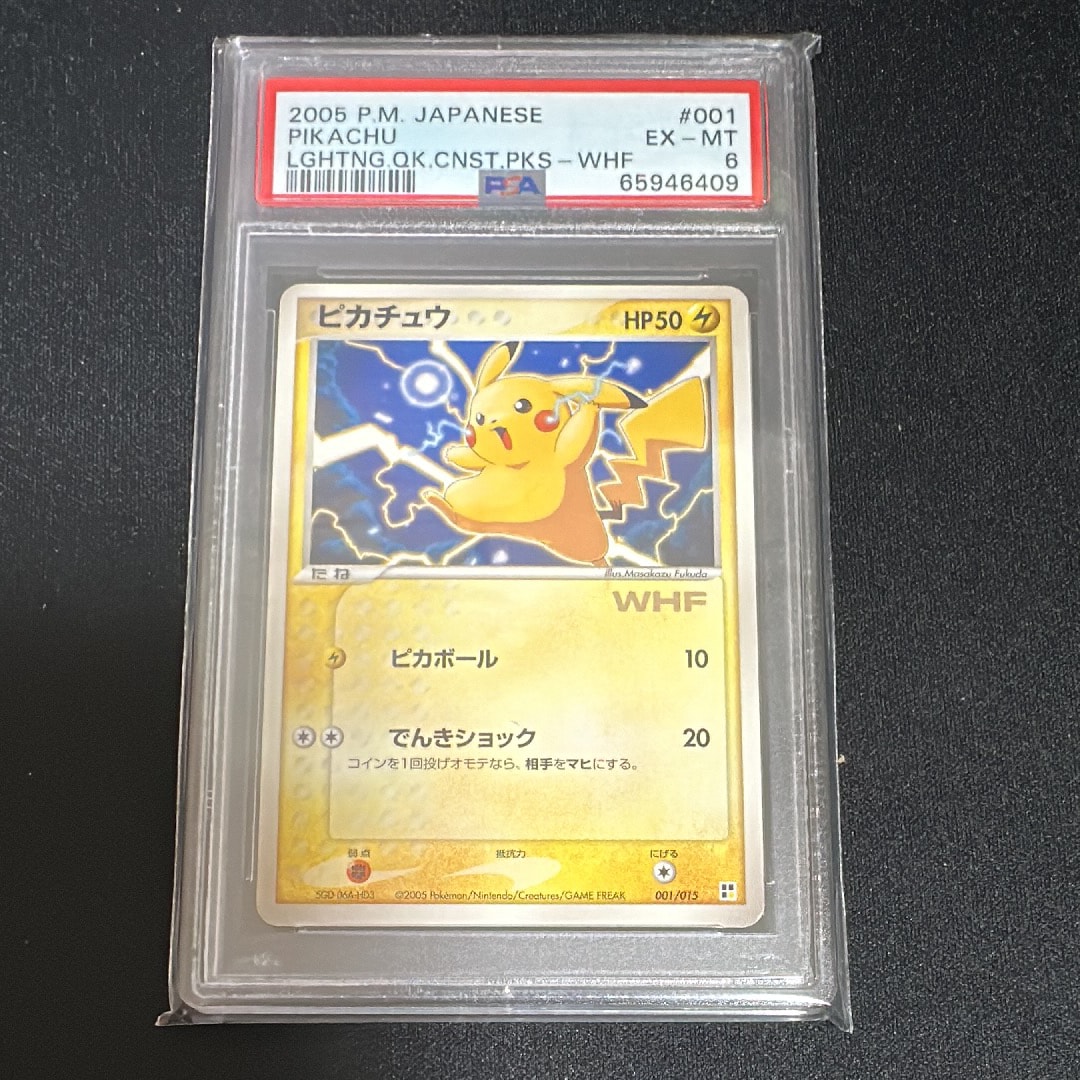 2005 P.M. JAPANESE #001
PIKACHU EX-MT
LGHTNG.QK.CNST.PKS-WHF 6
PSA 65946409
ピカチュウ HP50
たね illus.Masakazu Fukuda
WHF
ピカボール 10
でんきショック 20
コインを1回投げオモテなら、相手をマヒにする。
弱点 抵抗力 にげる
©2005 Pokémon/Nintendo/Creatures/GAME FREAK 001/015